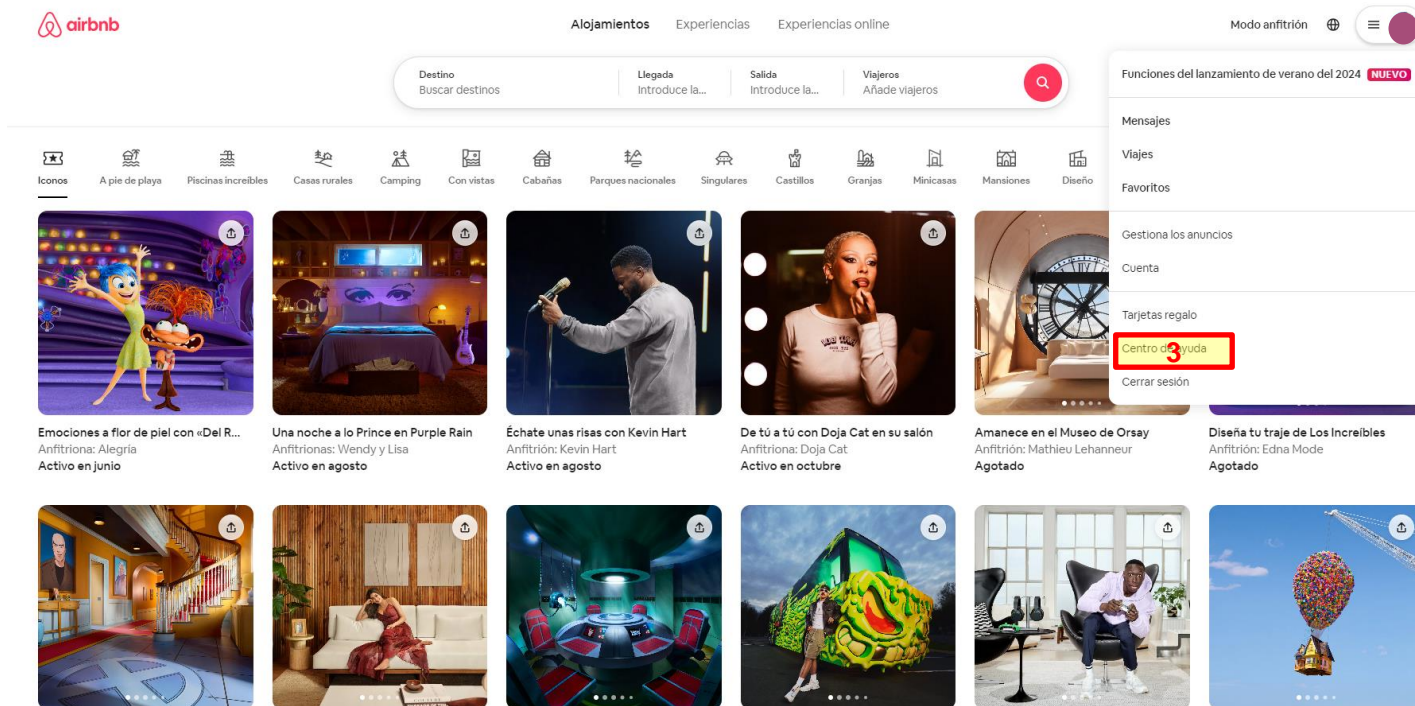 airbnb
Alojamientos Experiencias Experiencias online
Modo anfitrión
Destino
Buscar destinos
Llegada
Introduce la...
Salida
Introduce la...
Viajeros
Añade viajeros
Funciones del lanzamiento de verano del 2024 NUEVO
Mensajes
Viajes
Favoritos
Gestiona los anuncios
Cuenta
Tarjetas regalo
Centro de ayuda
3
Cerrar sesión
Iconos A pie de playa Piscinas increíbles Casas rurales Camping Con vistas Cabañas Parques nacionales Singulares Castillos Granjas Minicasas Mansiones Diseño
Emociones a flor de piel con «Del R...
Anfitriona: Alegría
Activo en junio
Una noche a lo Prince en Purple Rain
Anfitrionas: Wendy y Lisa
Activo en agosto
Échate unas risas con Kevin Hart
Anfitrión: Kevin Hart
Activo en agosto
De tú a tú con Doja Cat en su salón
Anfitriona: Doja Cat
Activo en octubre
Amanece en el Museo de Orsay
Anfitrión: Mathieu Lehanneur
Agotado
Diseña tu traje de Los Increíbles
Anfitrión: Edna Mode
Agotado